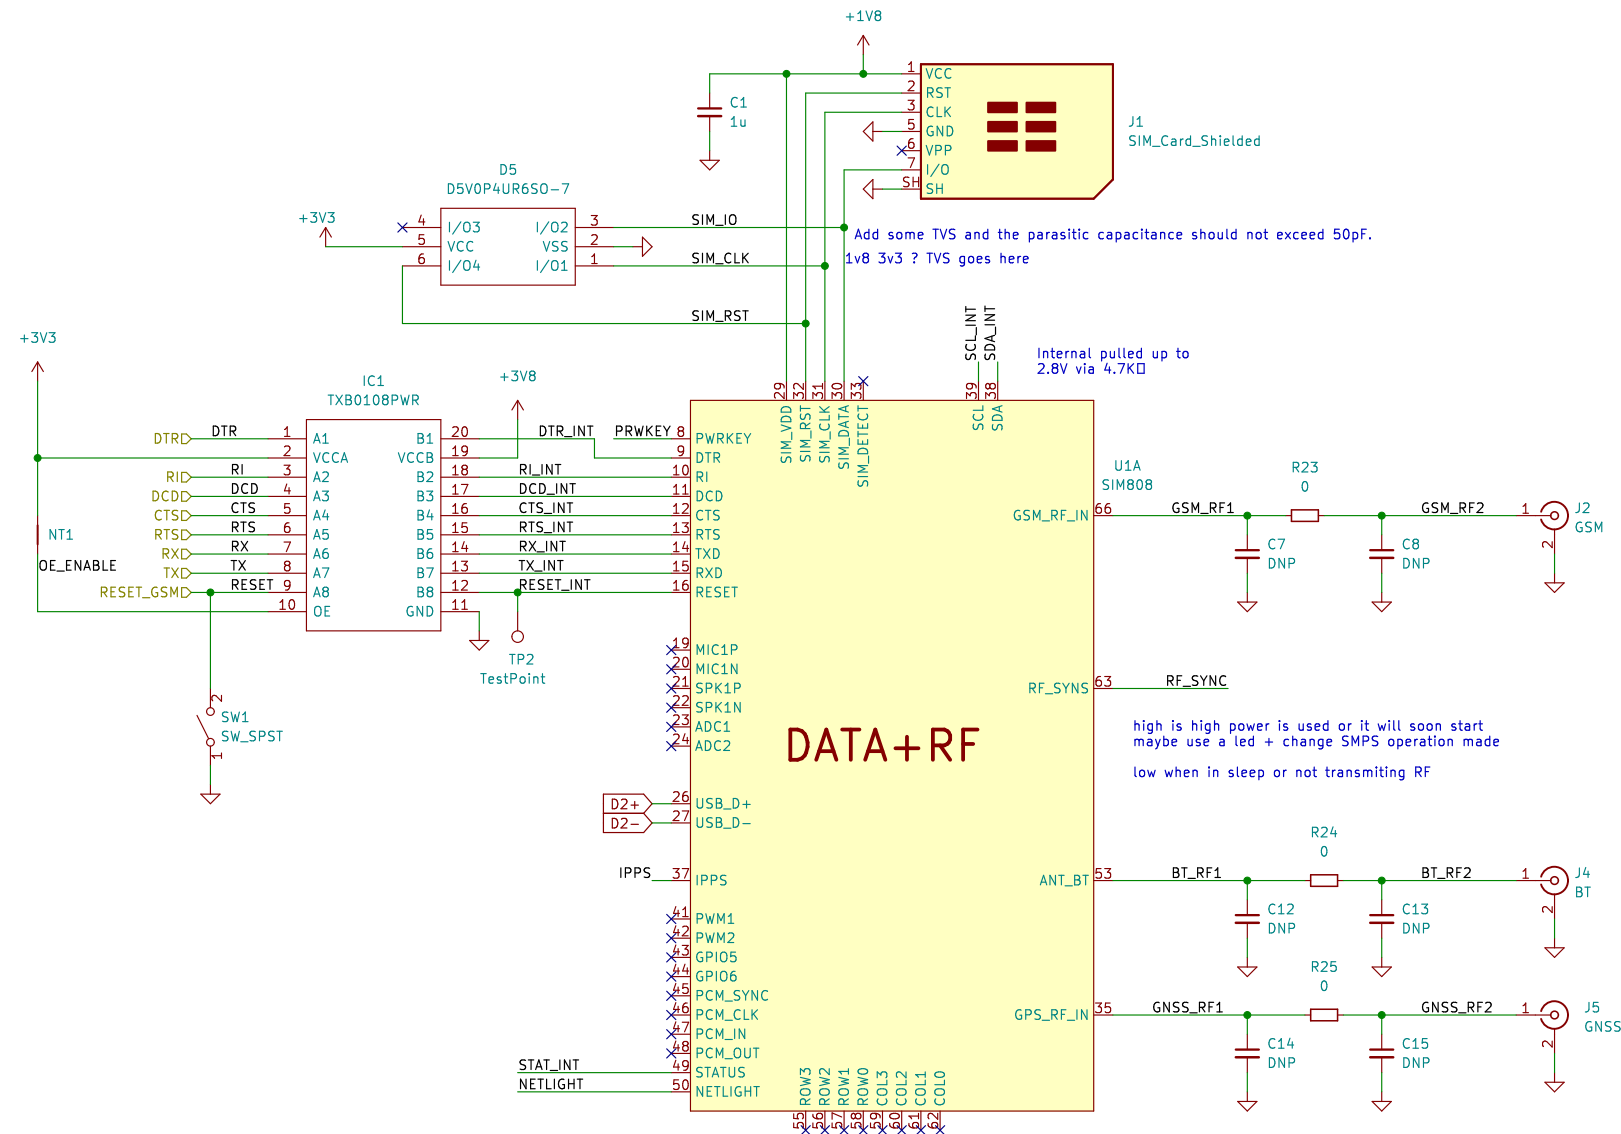 +1V8
C1
1u
1 VCC
2 RST
3 CLK
5 GND
6 VPP
7 I/O
SH SH
J1
SIM_Card_Shielded
D5
D5V0P4UR6SO-7
+3V3
4 I/O3 I/O2 3
5 VCC VSS 2
6 I/O4 I/O1 1
SIM_IO
SIM_CLK
SIM_RST
Add some TVS and the parasitic capacitance should not exceed 50pF.
1v8 3v3 ? TVS goes here
SCL_INT
SDA_INT
Internal pulled up to
2.8V via 4.7K
+3V3
IC1
TXB0108PWR
+3V8
DTR DTR 1 A1 B1 20 DTR_INT
2 VCCA VCCB 19
RI RI 3 A2 B2 18 RI_INT
DCD DCD 4 A3 B3 17 DCD_INT
CTS CTS 5 A4 B4 16 CTS_INT
RTS RTS 6 A5 B5 15 RTS_INT
RX RX 7 A6 B6 14 RX_INT
TX TX 8 A7 B7 13 TX_INT
RESET_GSM RESET 9 A8 B8 12 RESET_INT
10 OE GND 11
NT1
OE_ENABLE
TP2
TestPoint
2
SW1
SW_SPST
1
29 SIM_VDD
32 SIM_RST
31 SIM_CLK
30 SIM_DATA
33 SIM_DETECT
39 SCL
38 SDA
U1A
SIM808
PRWKEY 8 PWRKEY
9 DTR
10 RI
11 DCD
12 CTS
13 RTS
14 TXD
15 RXD
16 RESET
19 MIC1P
20 MIC1N
21 SPK1P
22 SPK1N
23 ADC1
24 ADC2
DATA+RF
D2+ 26 USB_D+
D2- 27 USB_D-
IPPS 37 IPPS
41 PWM1
42 PWM2
43 GPIO5
44 GPIO6
45 PCM_SYNC
46 PCM_CLK
47 PCM_IN
48 PCM_OUT
STAT_INT 49 STATUS
NETLIGHT 50 NETLIGHT
55 ROW3
56 ROW2
57 ROW1
58 ROW0
59 COL3
60 COL2
61 COL1
62 COL0
R23
0
GSM_RF_IN 66 GSM_RF1 GSM_RF2 1
J2
GSM
2
C7
DNP
C8
DNP
RF_SYNS 63 RF_SYNC
high is high power is used or it will soon start
maybe use a led + change SMPS operation made
low when in sleep or not transmiting RF
R24
0
ANT_BT 53 BT_RF1 BT_RF2 1
J4
BT
2
C12
DNP
C13
DNP
R25
0
GPS_RF_IN 35 GNSS_RF1 GNSS_RF2 1
J5
GNSS
2
C14
DNP
C15
DNP